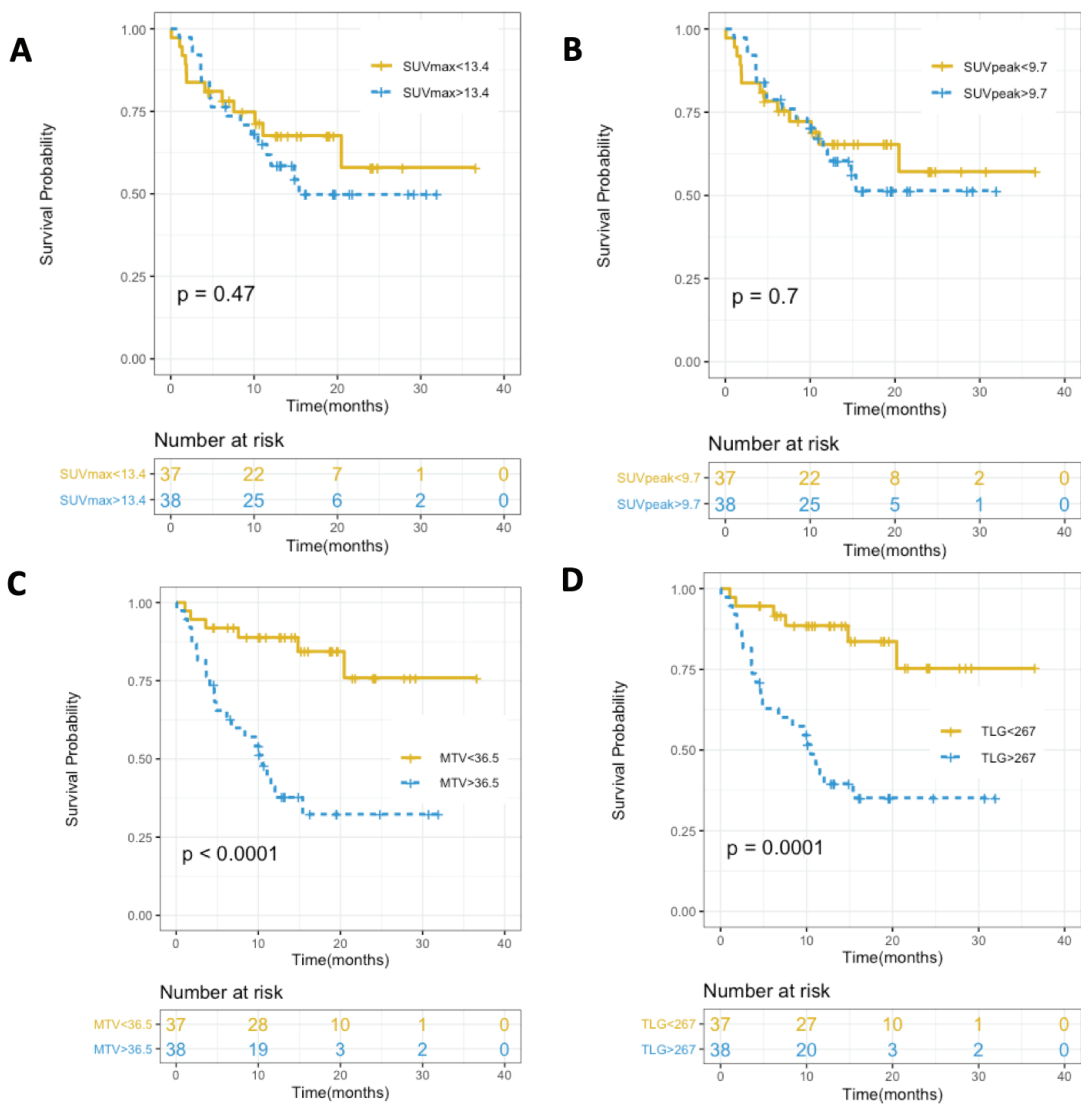 A
Survival Probability
1.00
0.75
0.50
0.25
0.00
SUVmax<13.4
SUVmax>13.4
p = 0.47
0 10 20 30 40
Time(months)
Number at risk
SUVmax<13.4 37 22 7 1 0
SUVmax>13.4 38 25 6 2 0
0 10 20 30 40
Time(months)
B
Survival Probability
1.00
0.75
0.50
0.25
0.00
SUVpeak<9.7
SUVpeak>9.7
p = 0.7
0 10 20 30 40
Time(months)
Number at risk
SUVpeak<9.7 37 22 8 2 0
SUVpeak>9.7 38 25 5 1 0
0 10 20 30 40
Time(months)
C
Survival Probability
1.00
0.75
0.50
0.25
0.00
MTV<36.5
MTV>36.5
p < 0.0001
0 10 20 30 40
Time(months)
Number at risk
MTV<36.5 37 28 10 1 0
MTV>36.5 38 19 3 2 0
0 10 20 30 40
Time(months)
D
Survival Probability
1.00
0.75
0.50
0.25
0.00
TLG<267
TLG>267
p = 0.0001
0 10 20 30 40
Time(months)
Number at risk
TLG<267 37 27 10 1 0
TLG>267 38 20 3 2 0
0 10 20 30 40
Time(months)